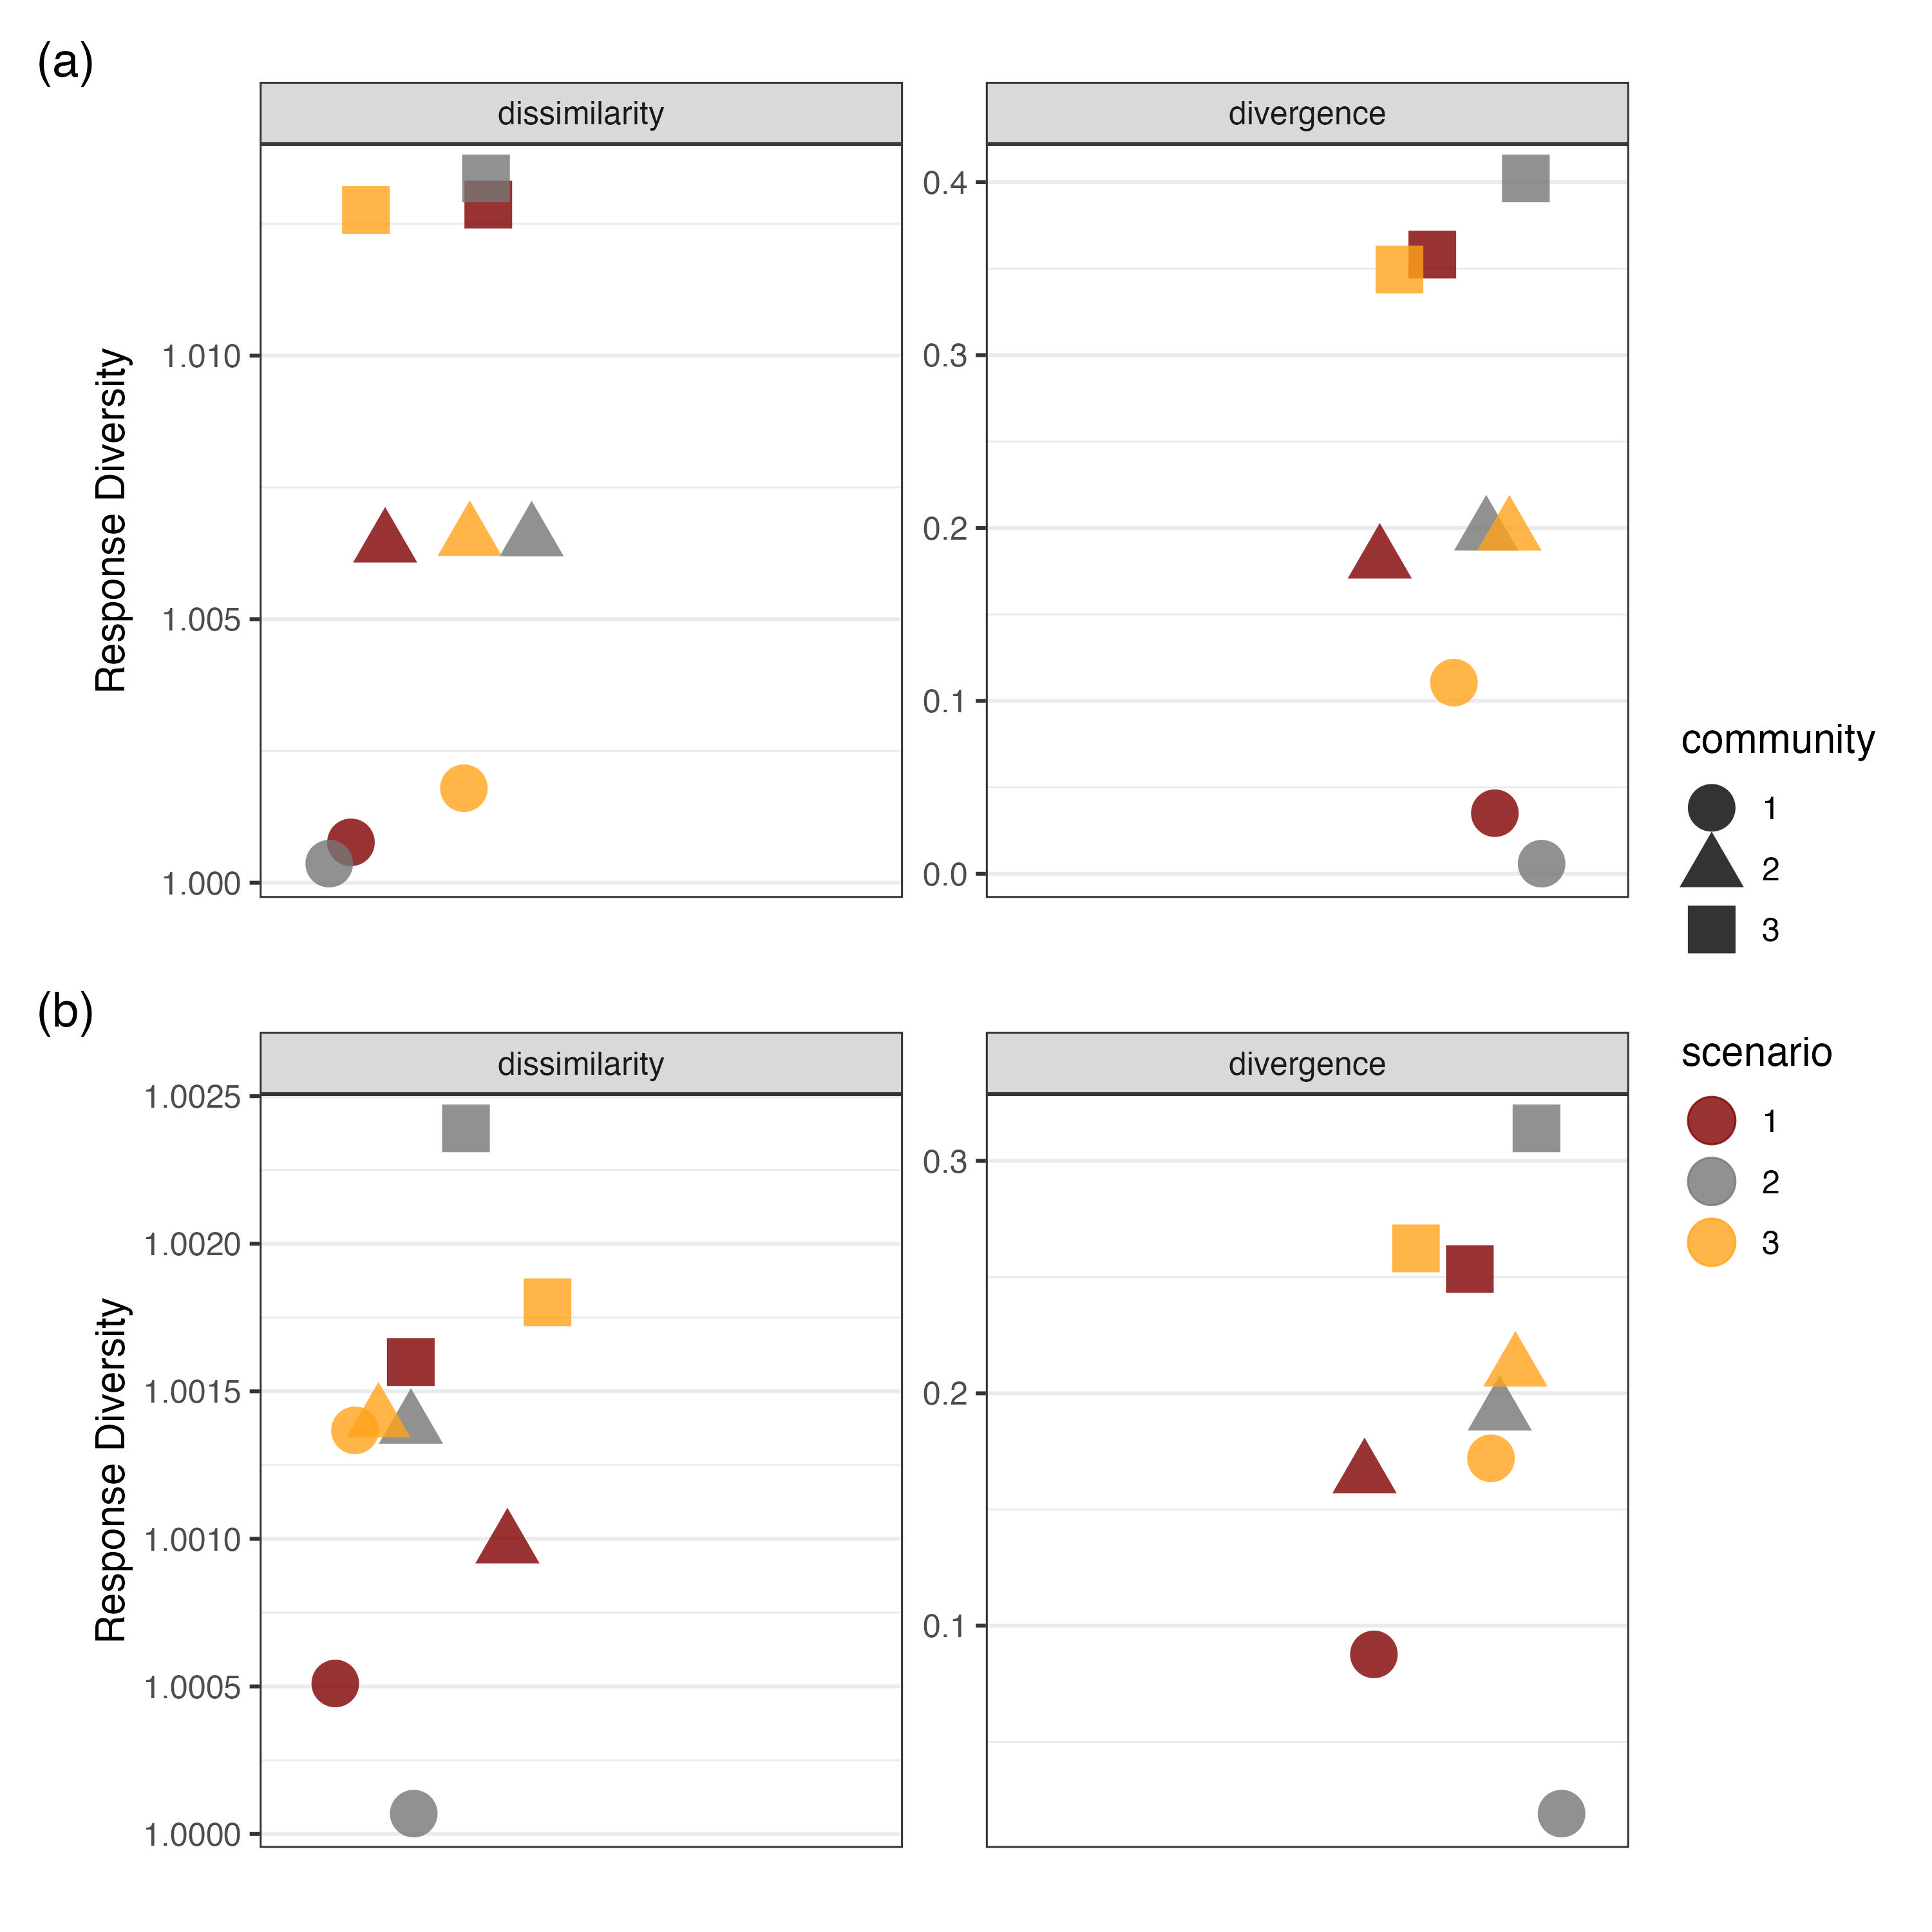 (a)
dissimilarity
divergence
Response Diversity
1.010
1.005
1.000
0.4
0.3
0.2
0.1
0.0
community
1
2
3
(b)
dissimilarity
divergence
Response Diversity
1.0025
1.0020
1.0015
1.0010
1.0005
1.0000
0.3
0.2
0.1
scenario
1
2
3